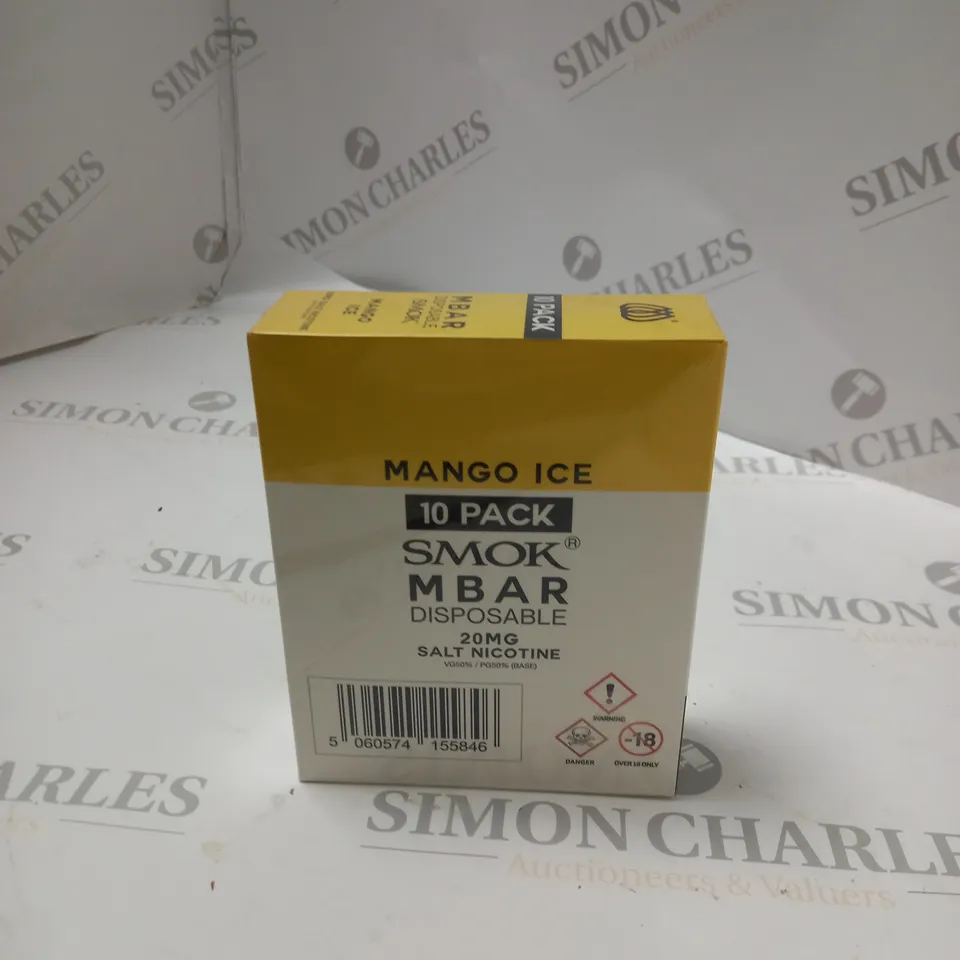 SIMON CHARLES
SIMON CHARLES
SIMON CHARLES
MANGO
ICE
MBAR
DISPOSABLE
SMOK
10 PACK
MANGO ICE
10 PACK
SMOK®
MBAR
DISPOSABLE
20MG
SALT NICOTINE
VG50% / PG50% (BASE)
5 060574 155846
WARNING
DANGER
-18
OVER 18 ONLY
SIMON CHARLES
Auctioneers & Valuers